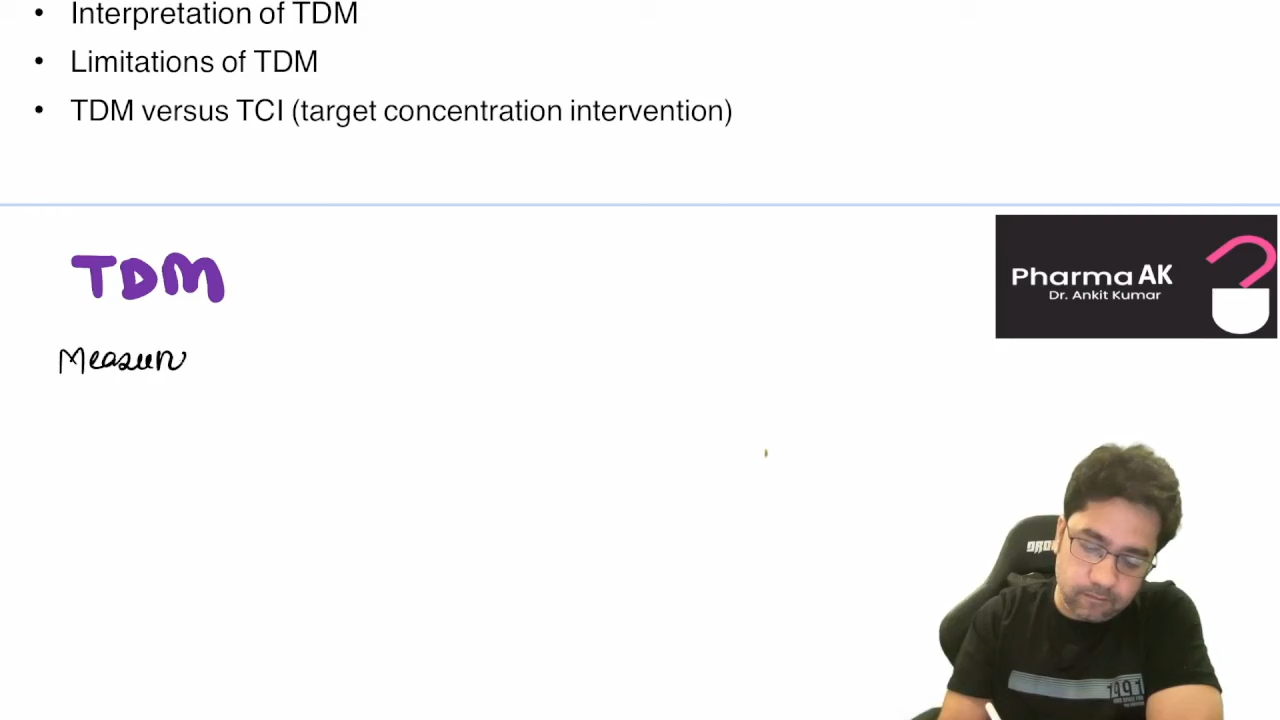 • Interpretation of TDM
• Limitations of TDM
• TDM versus TCI (target concentration intervention)
TDM
Pharma AK
Dr. Ankit Kumar
Measur
1991